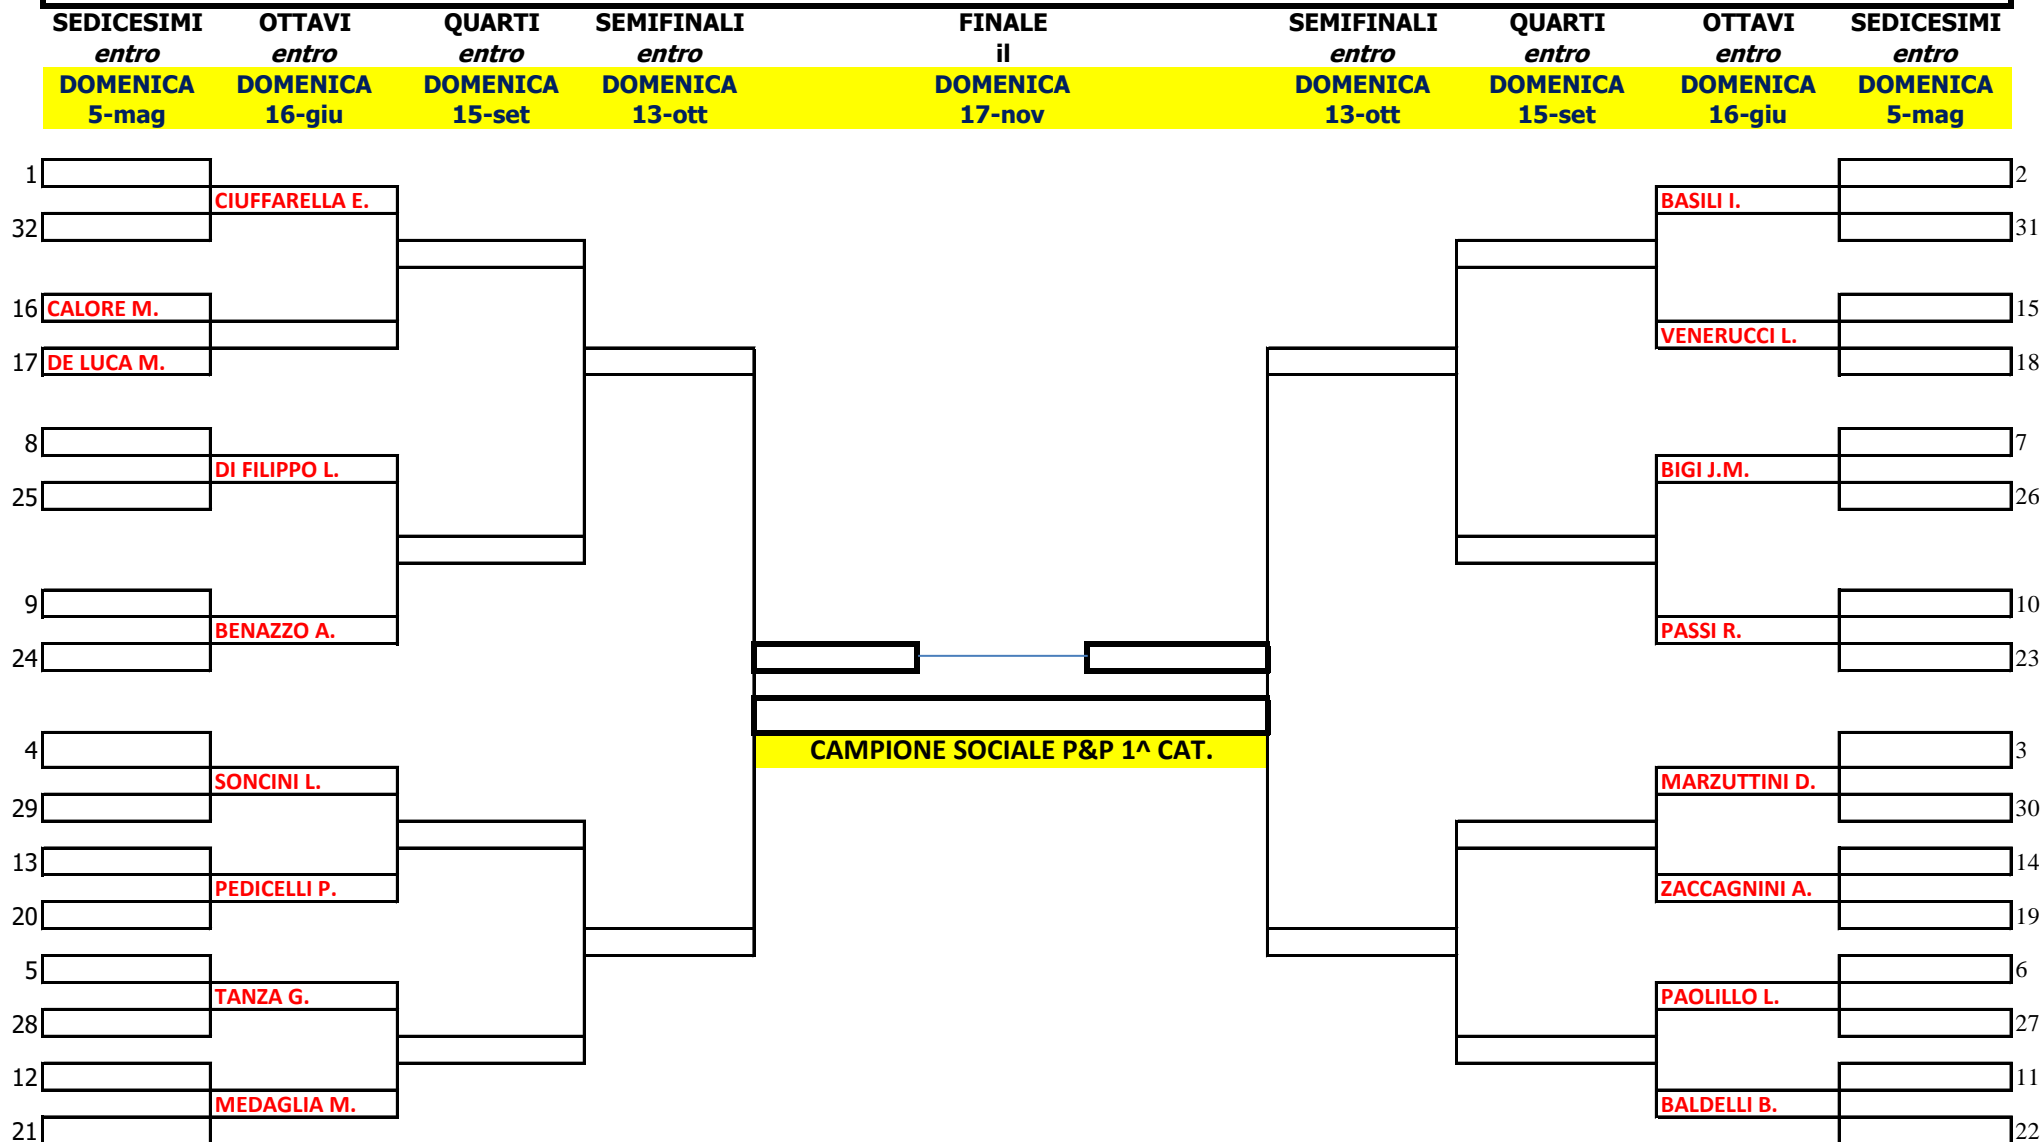 SEDICESIMI OTTAVI QUARTI SEMIFINALI FINALE SEMIFINALI QUARTI OTTAVI SEDICESIMI
entro entro entro entro il entro entro entro entro
DOMENICA DOMENICA DOMENICA DOMENICA DOMENICA DOMENICA DOMENICA DOMENICA DOMENICA
5-mag 16-giu 15-set 13-ott 17-nov 13-ott 15-set 16-giu 5-mag
1 2
CIUFFARELLA E. BASILI I.
32 31
16 CALORE M. 15
VENERUCCI L.
17 DE LUCA M. 18
8 7
DI FILIPPO L. BIGI J.M.
25 26
9 10
BENAZZO A. PASSI R.
24 23
4 CAMPIONE SOCIALE P&P 1^ CAT. 3
SONCINI L. MARZUTTINI D.
29 30
13 14
PEDICELLI P. ZACCAGNINI A.
20 19
5 6
TANZA G. PAOLILLO L.
28 27
12 11
MEDAGLIA M. BALDELLI B.
21 22